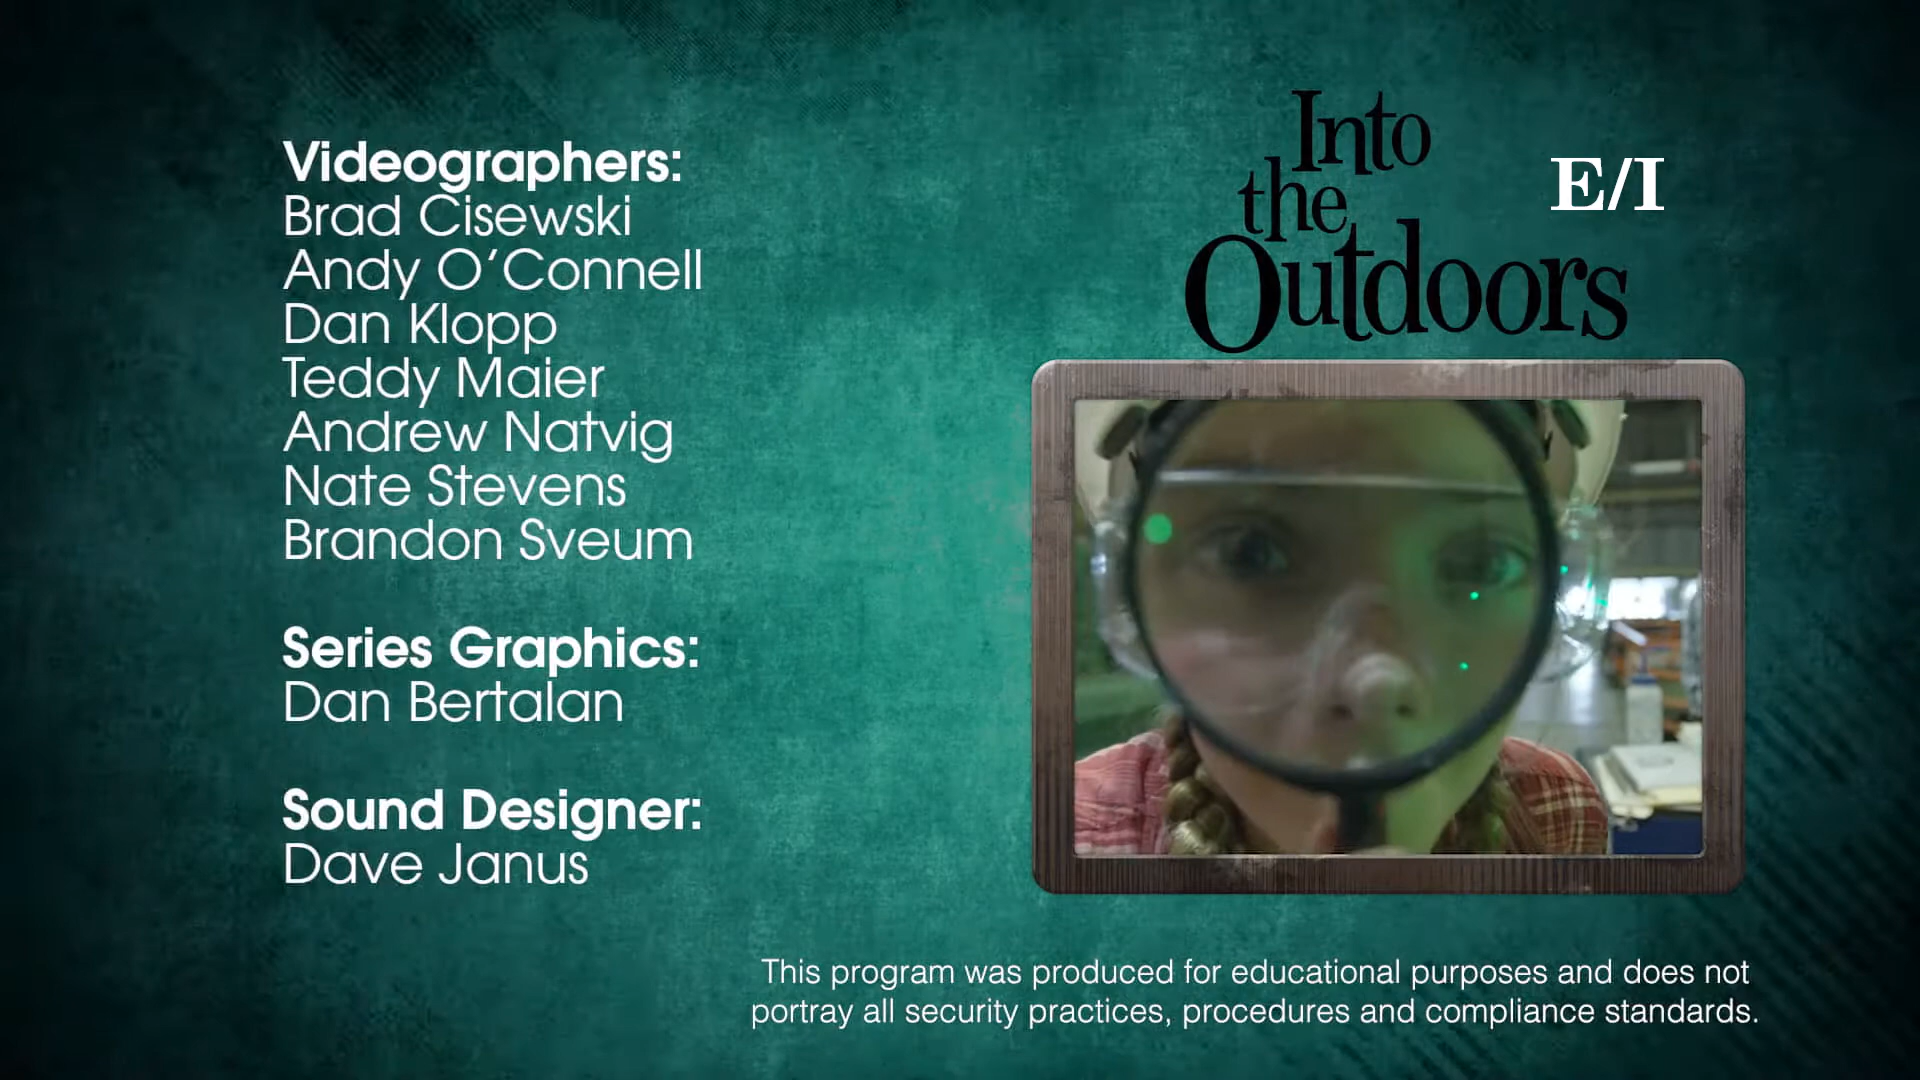 Videographers:
Brad Cisewski
Andy O'Connell
Dan Klopp
Teddy Maier
Andrew Natvig
Nate Stevens
Brandon Sveum
Series Graphics:
Dan Bertalan
Sound Designer:
Dave Janus
Into
the
Outdoors
E/I
This program was produced for educational purposes and does not
portray all security practices, procedures and compliance standards.